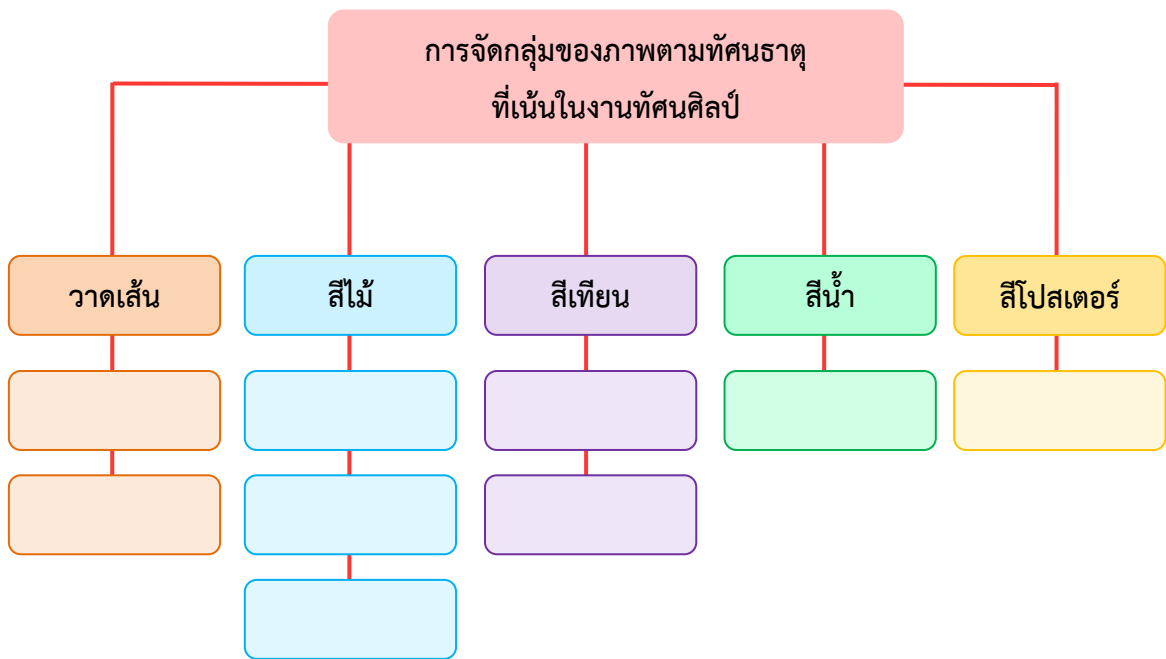 การจัดกลุ่มของภาพตามทัศนธาตุ
ที่เน้นในงานทัศนศิลป์
วาดเส้น
สีไม้
สีเทียน
สีน้ำ
สีโปสเตอร์